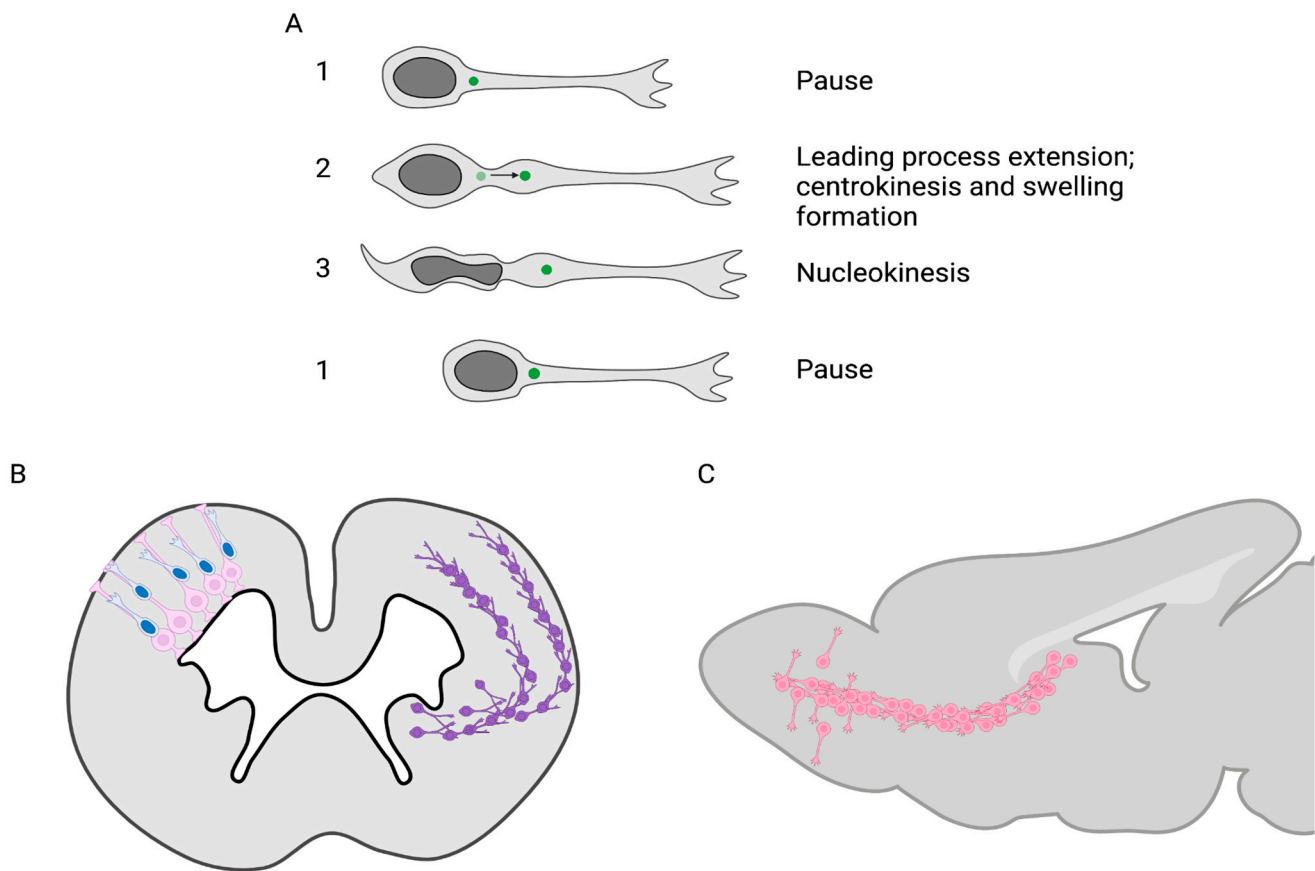 A
1 Pause
2 Leading process extension;
centrokinesis and swelling
formation
3 Nucleokinesis
1 Pause
B C